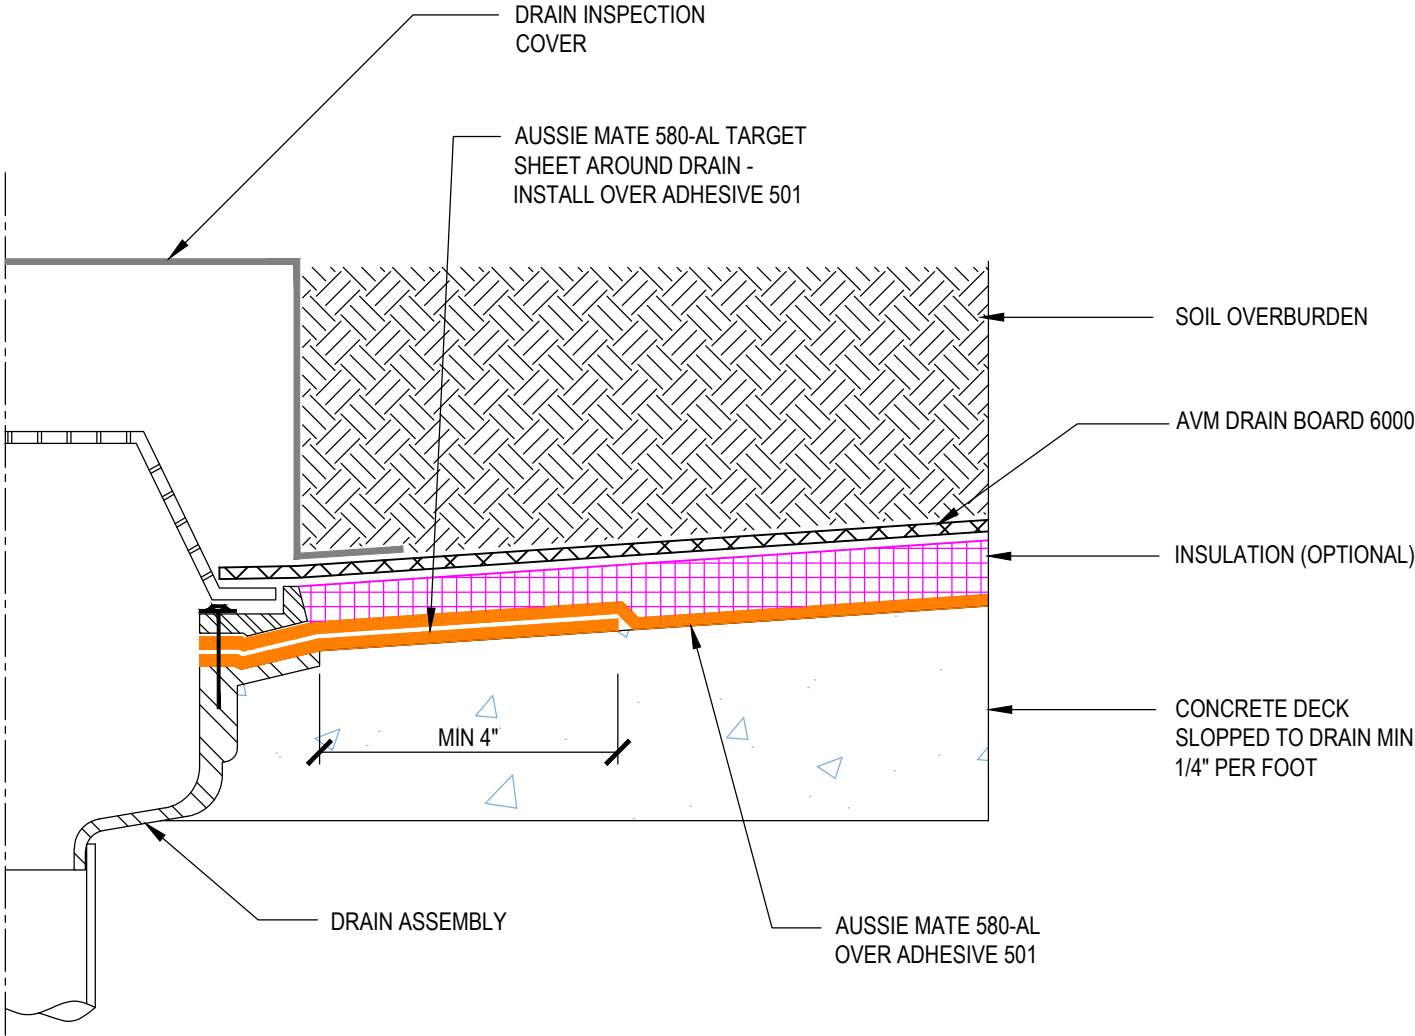 DRAIN INSPECTION
COVER
AUSSIE MATE 580-AL TARGET
SHEET AROUND DRAIN -
INSTALL OVER ADHESIVE 501
SOIL OVERBURDEN
AVM DRAIN BOARD 6000
INSULATION (OPTIONAL)
CONCRETE DECK
SLOPPED TO DRAIN MIN
1/4" PER FOOT
MIN 4"
DRAIN ASSEMBLY
AUSSIE MATE 580-AL
OVER ADHESIVE 501